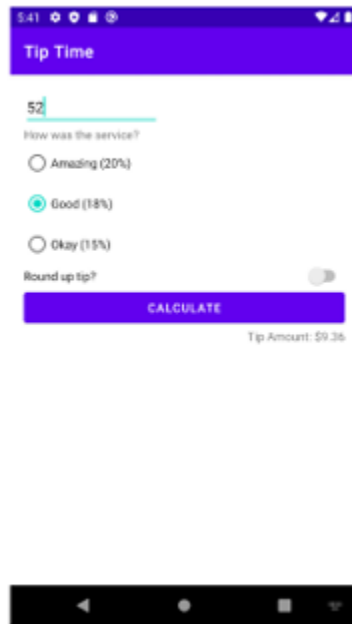 5:41
Tip Time
52
How was the service?
Amazing (20%)
Good (18%)
Okay (15%)
Round up tip?
CALCULATE
Tip Amount: $9.36